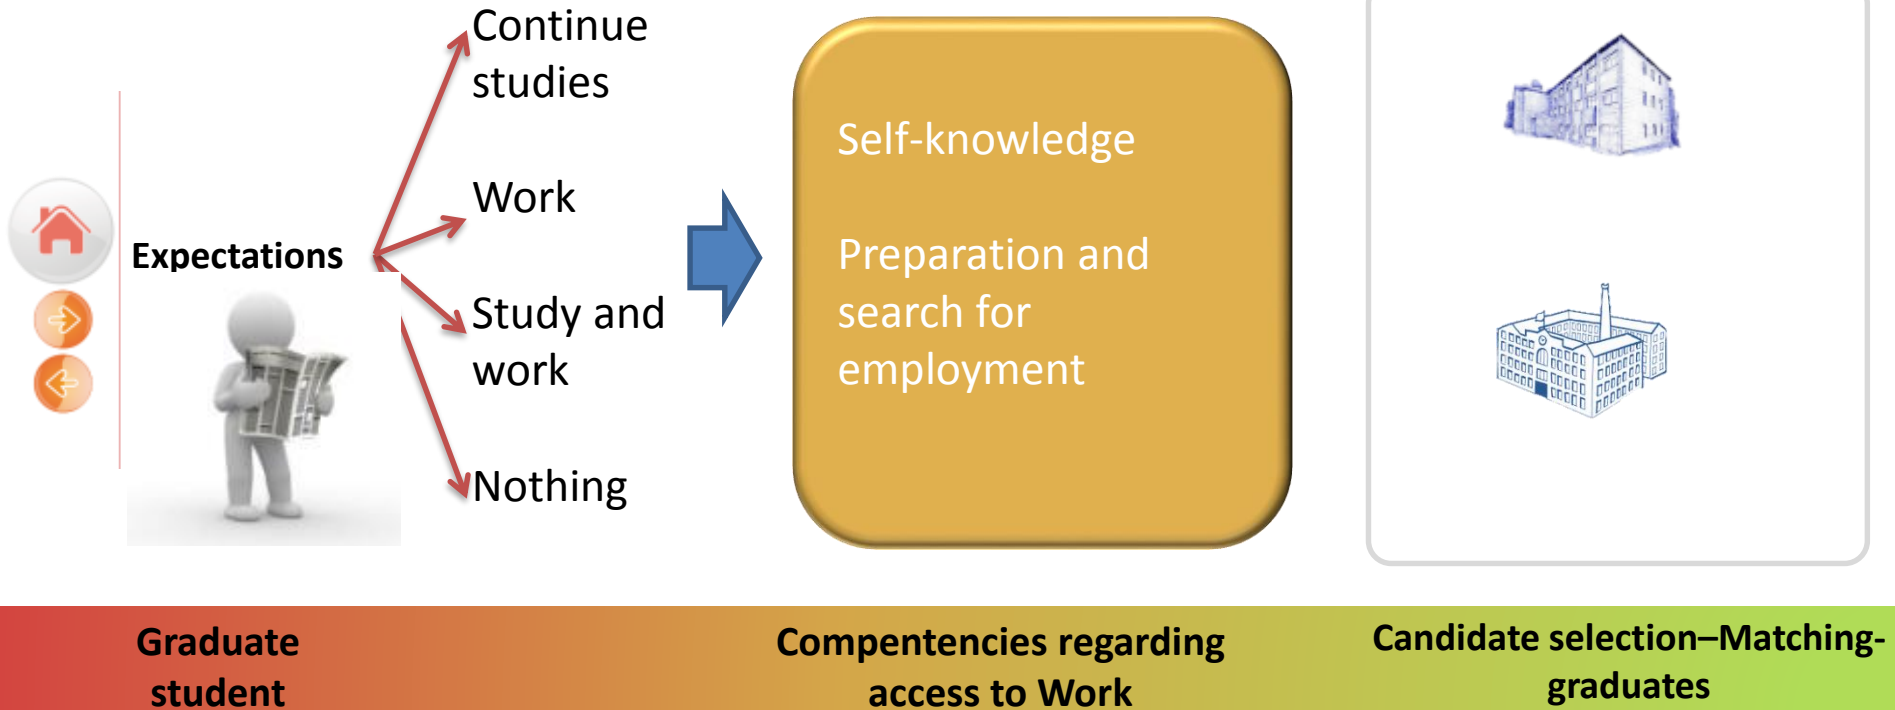 Continue
studies
Work
Expectations
Study and
work
Nothing
Self-knowledge
Preparation and
search for
employment
Graduate
student
Compentencies regarding
access to Work
Candidate selection–Matching-
graduates